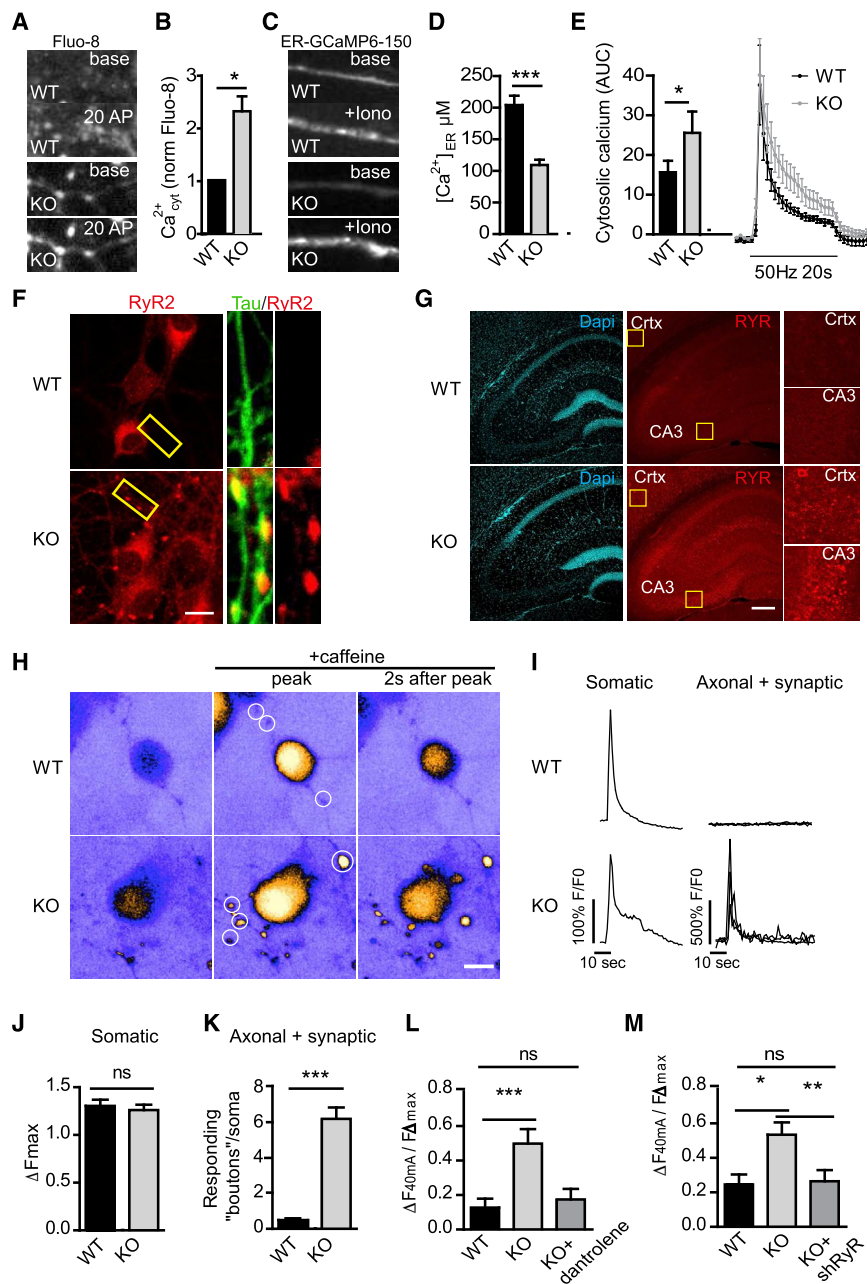 A
Fluo-8
base
WT
20 AP
WT
base
KO
20 AP
KO
B
*
3
2
1
0
Ca2+cyt (norm Fluo-8)
WT
KO
C
ER-GCaMP6-150
base
WT
+Iono
WT
base
KO
+Iono
KO
D
***
250
200
150
100
50
0
[Ca2+]ER µM
WT
KO
E
*
40
30
20
10
0
Cytosolic calcium (AUC)
WT
KO
WT
KO
50Hz 20s
F
RyR2
Tau/RyR2
WT
KO
G
Dapi
Crtx
RYR
Crtx
WT
CA3
CA3
Dapi
Crtx
RYR
Crtx
KO
CA3
CA3
H
+caffeine
peak
2s after peak
WT
KO
I
Somatic
Axonal + synaptic
WT
KO
100% F/F0
10 sec
500% F/F0
10 sec
J
Somatic
ns
1.5
1.0
0.5
0.0
ΔFmax
WT
KO
K
Axonal + synaptic
***
8
6
4
2
0
Responding
"boutons"/soma
WT
KO
L
ns
***
0.8
0.6
0.4
0.2
0.0
ΔF40mA / FΔmax
WT
KO
KO+
dantrolene
M
ns
*
**
0.8
0.6
0.4
0.2
0.0
ΔF40mA / FΔmax
WT
KO
KO+
shRyR